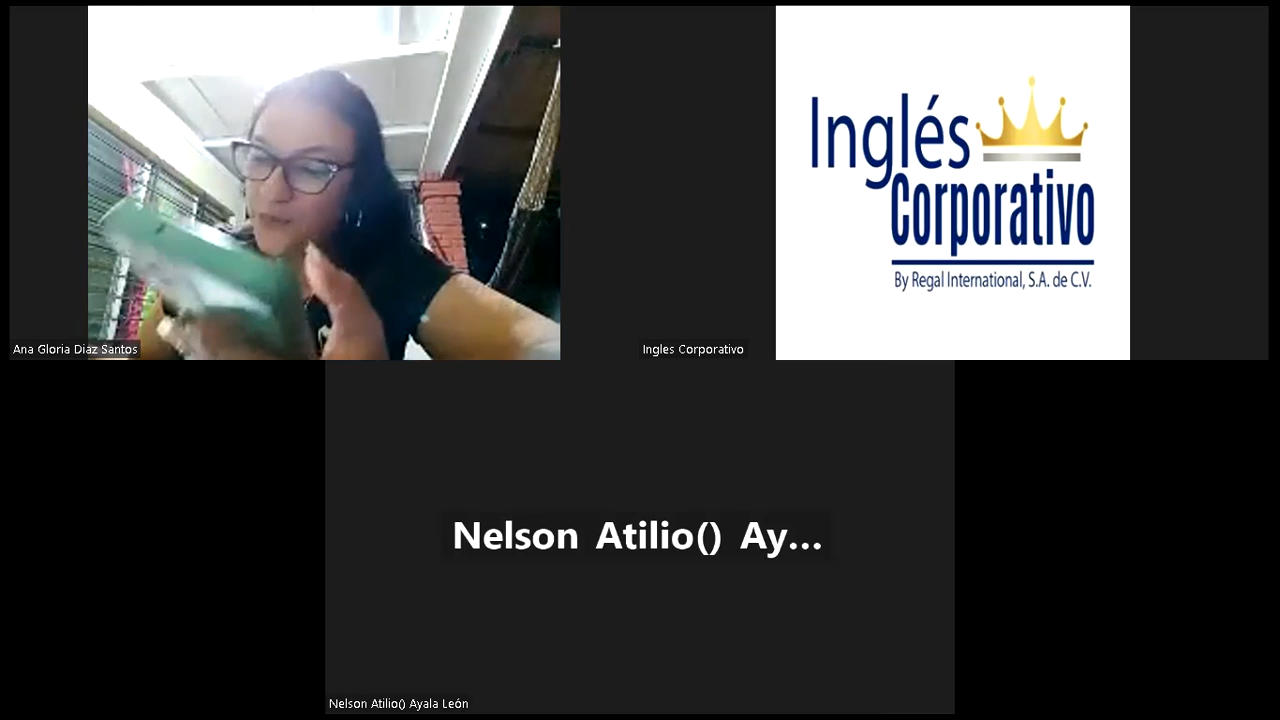 Inglés
Corporativo
By Regal International, S.A. de C.V.
Ana Gloria Diaz Santos
Ingles Corporativo
Nelson Atilio() Ay...
Nelson Atilio() Ayala León